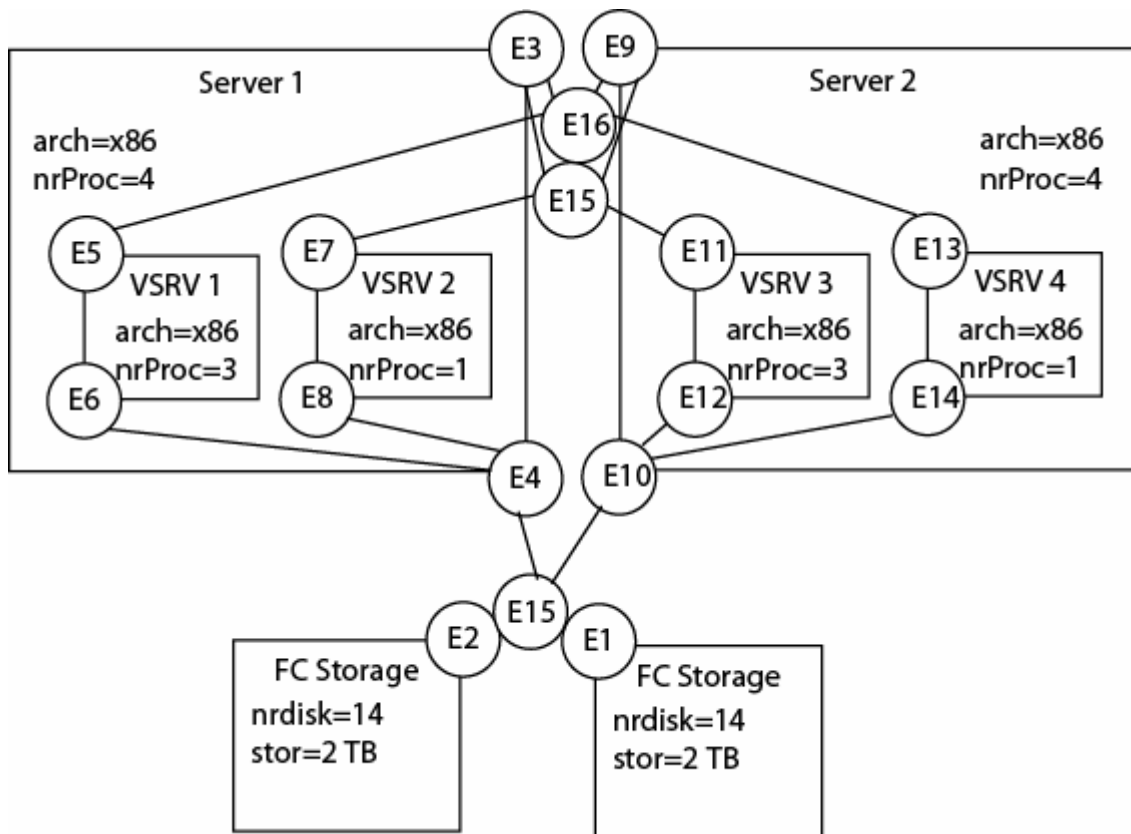 E3
E9
Server 1
Server 2
E16
arch=x86
nrProc=4
arch=x86
nrProc=4
E15
E5
E7
E11
E13
VSRV 1
arch=x86
nrProc=3
VSRV 2
arch=x86
nrProc=1
VSRV 3
arch=x86
nrProc=3
VSRV 4
arch=x86
nrProc=1
E6
E8
E12
E14
E4
E10
E15
E2
E1
FC Storage
nrdisk=14
stor=2 TB
FC Storage
nrdisk=14
stor=2 TB